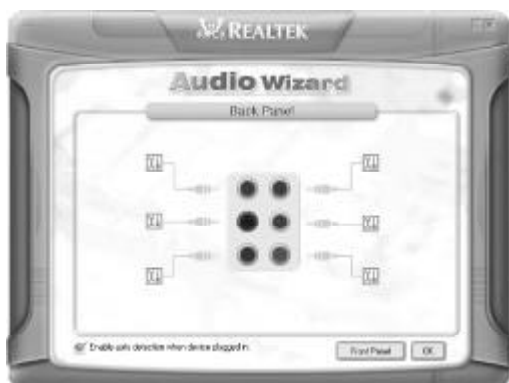 REALTEK
Audio Wizard
Back Panel
Enable auto detection when device plugged in.
Front Panel
OK